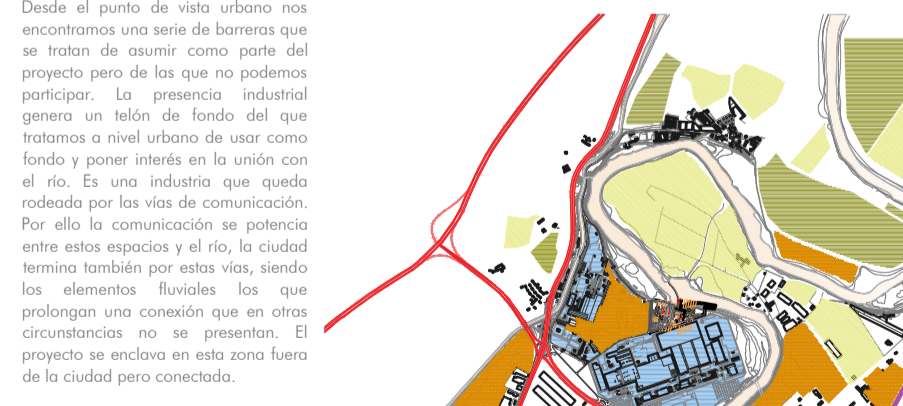 Desde el punto de vista urbano nos
encontramos una serie de barreras que
se tratan de asumir como parte del
proyecto pero de las que no podemos
participar. La presencia industrial
genera un telón de fondo del que
tratamos a nivel urbano de usar como
fondo y poner interés en la unión con
el río. Es una industria que queda
rodeada por las vías de comunicación.
Por ello la comunicación se potencia
entre estos espacios y el río, la ciudad
termina también por estas vías, siendo
los elementos fluviales los que
prolongan una conexión que en otras
circunstancias no se presentan. El
proyecto se enclava en esta zona fuera
de la ciudad pero conectada.